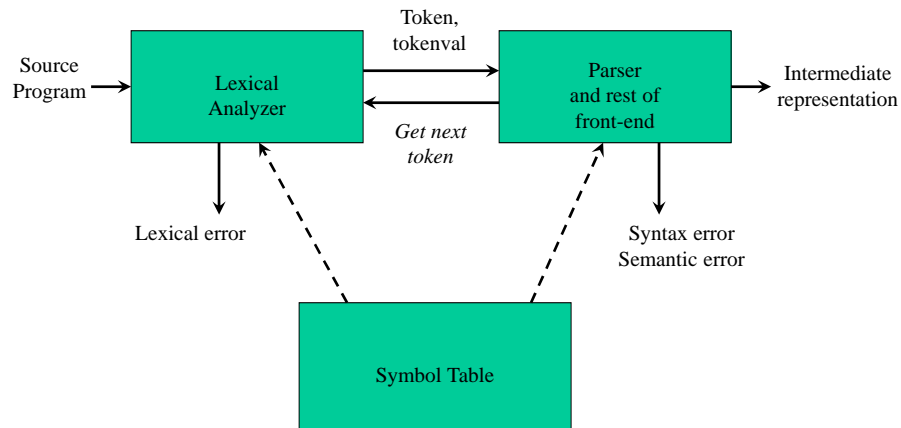 Token,
tokenval
Source
Program
Lexical
Analyzer
Parser
and rest of
front-end
Intermediate
representation
Get next
token
Lexical error
Syntax error
Semantic error
Symbol Table